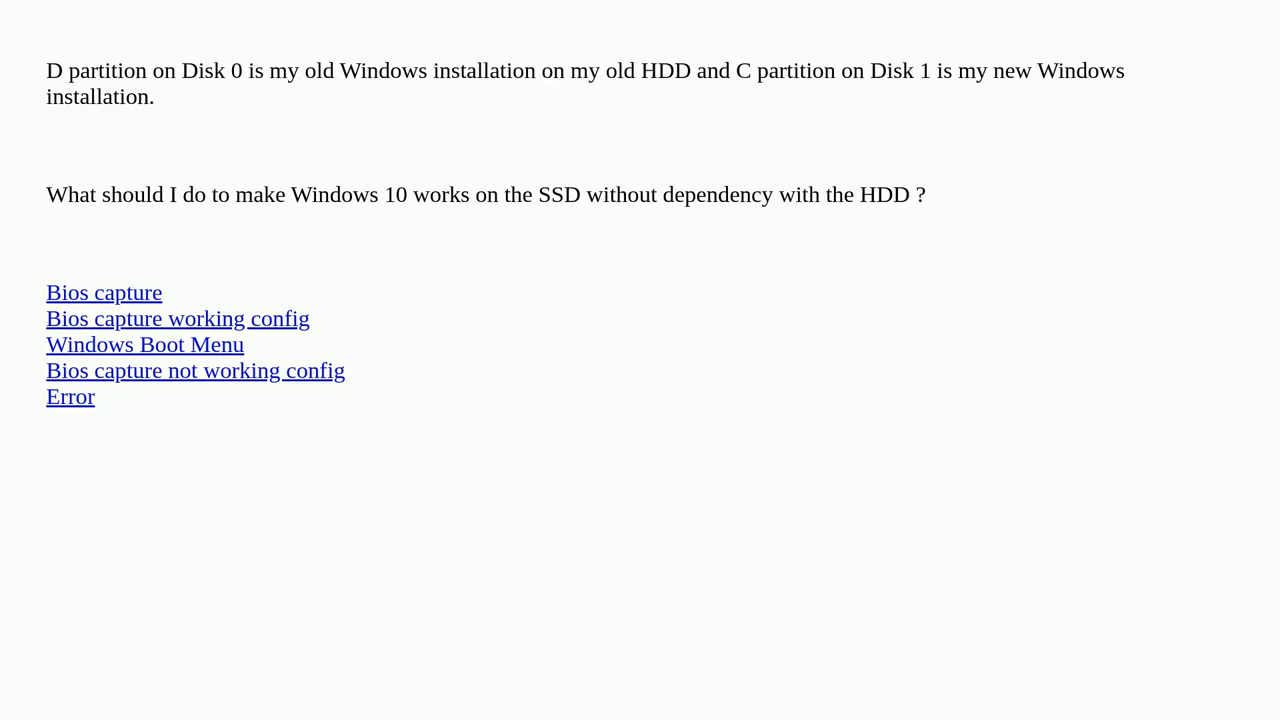 D partition on Disk 0 is my old Windows installation on my old HDD and C partition on Disk 1 is my new Windows
installation.
What should I do to make Windows 10 works on the SSD without dependency with the HDD ?
Bios capture
Bios capture working config
Windows Boot Menu
Bios capture not working config
Error